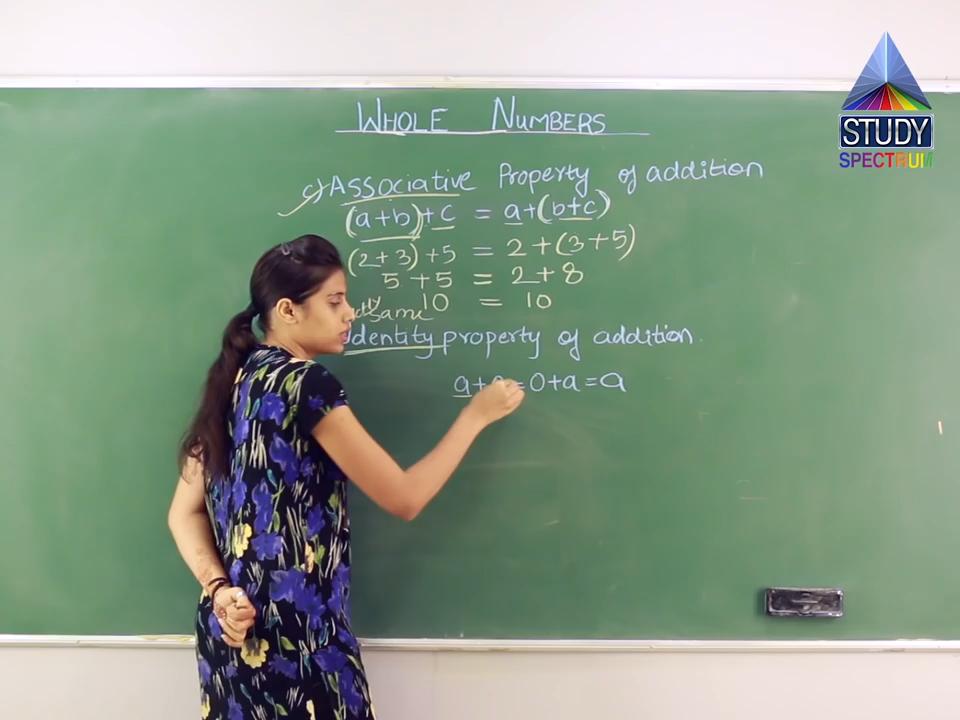 WHOLE NUMBERS
STUDY
SPECTRUM
c) Associative Property of addition
(a+b)+c = a+(b+c)
(2+3)+5 = 2+(3+5)
5+5 = 2+8
same 10 = 10
Identity property of addition.
a+ = 0+a = a